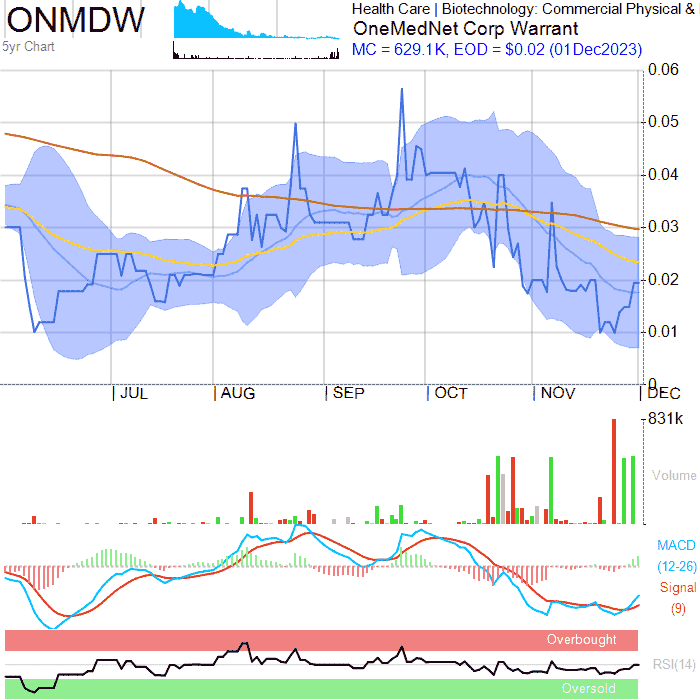 ONMDW
5yr Chart
Health Care | Biotechnology: Commercial Physical &
OneMedNet Corp Warrant
MC = 629.1K, EOD = $0.02 (01Dec2023)
0.06
0.05
0.04
0.03
0.02
0.01
0
JUL AUG SEP OCT NOV DEC
831k
Volume
MACD
(12-26)
Signal
(9)
Overbought
RSI(14)
Oversold